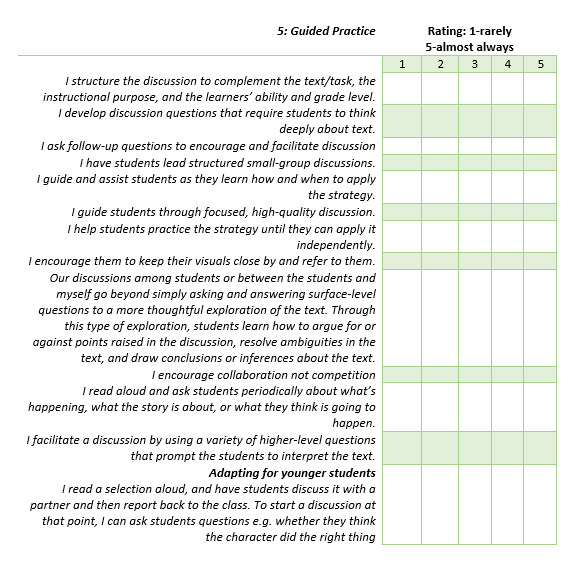 5: Guided Practice
Rating: 1-rarely
5-almost always
1 2 3 4 5
I structure the discussion to complement the text/task, the
instructional purpose, and the learners' ability and grade level.
I develop discussion questions that require students to think
deeply about text.
I ask follow-up questions to encourage and facilitate discussion
I have students lead structured small-group discussions.
I guide and assist students as they learn how and when to apply
the strategy.
I guide students through focused, high-quality discussion.
I help students practice the strategy until they can apply it
independently.
I encourage them to keep their visuals close by and refer to them.
Our discussions among students or between the students and
myself go beyond simply asking and answering surface-level
questions to a more thoughtful exploration of the text. Through
this type of exploration, students learn how to argue for or
against points raised in the discussion, resolve ambiguities in the
text, and draw conclusions or inferences about the text.
I encourage collaboration not competition
I read aloud and ask students periodically about what's
happening, what the story is about, or what they think is going to
happen.
I facilitate a discussion by using a variety of higher-level questions
that prompt the students to interpret the text.
Adapting for younger students
I read a selection aloud, and have students discuss it with a
partner and then report back to the class. To start a discussion at
that point, I can ask students questions e.g. whether they think
the character did the right thing